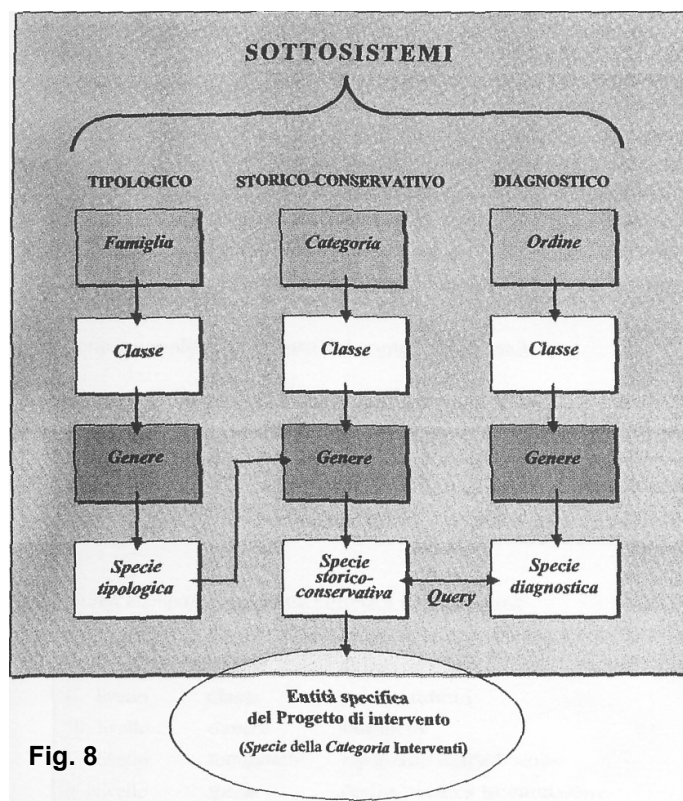 SOTTOSISTEMI
TIPOLOGICO
STORICO-CONSERVATIVO
DIAGNOSTICO
Famiglia
Categoria
Ordine
Classe
Classe
Classe
Genere
Genere
Genere
Specie
tipologica
Specie
storico-
conservativa
Query
Specie
diagnostica
Entità specifica
del Progetto di intervento
(Specie della Categoria Interventi)
Fig. 8